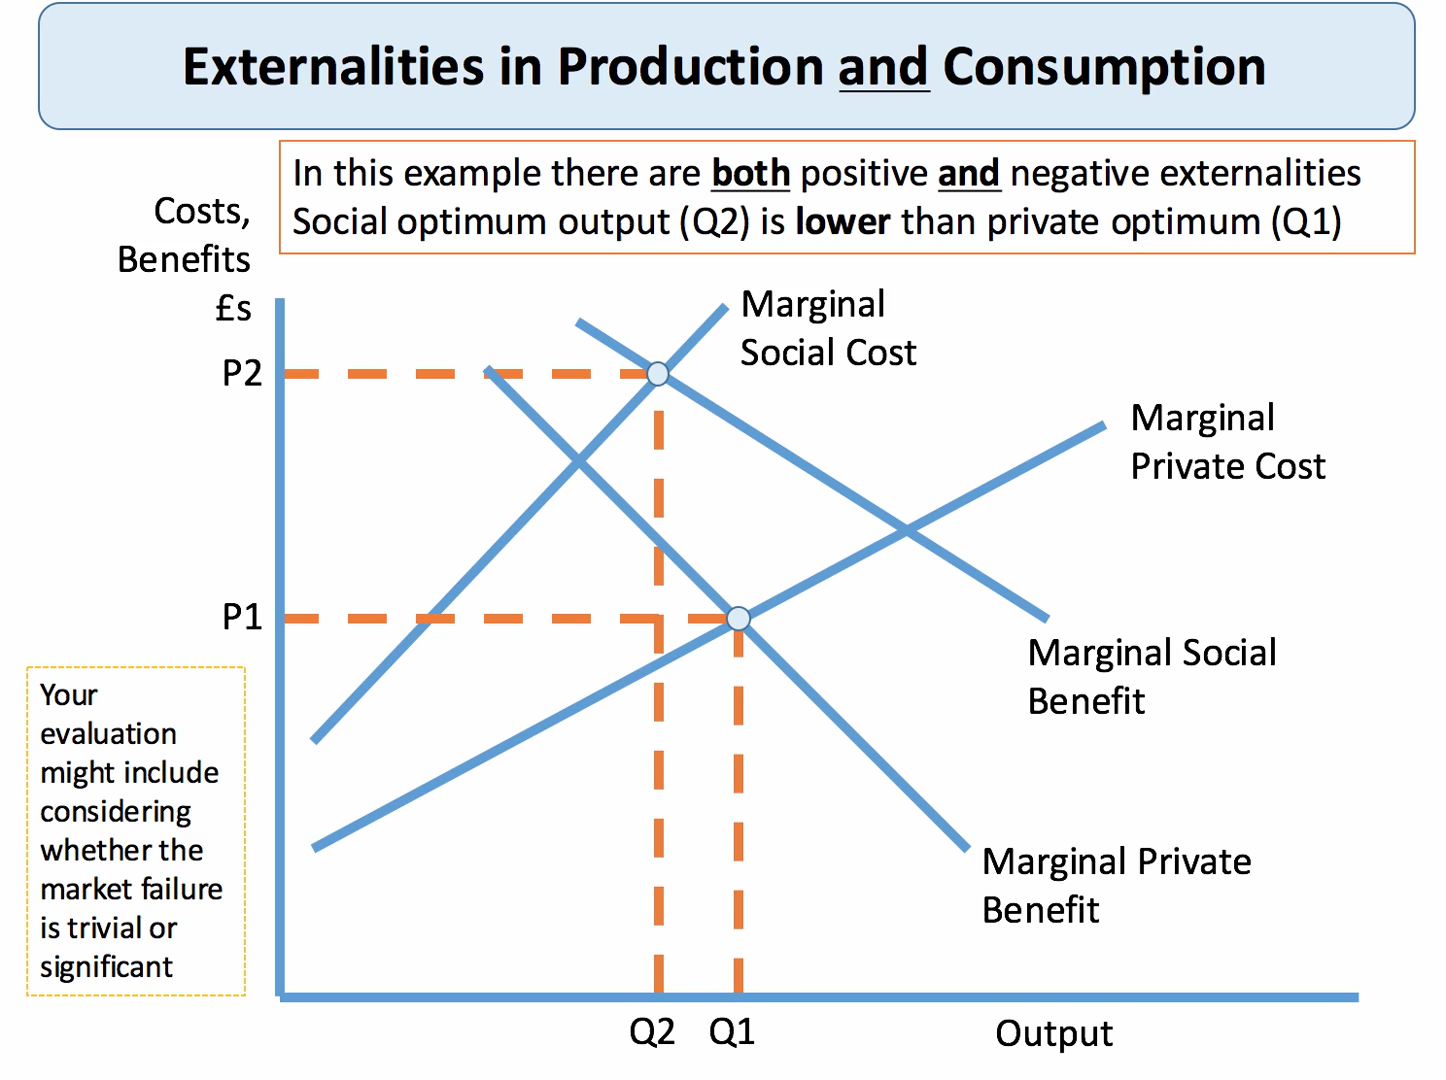 Externalities in Production and Consumption
In this example there are both positive and negative externalities
Social optimum output (Q2) is lower than private optimum (Q1)
Costs,
Benefits
£s
P2
P1
Marginal
Social Cost
Marginal
Private Cost
Marginal Social
Benefit
Marginal Private
Benefit
Your
evaluation
might include
considering
whether the
market failure
is trivial or
significant
Q2
Q1
Output